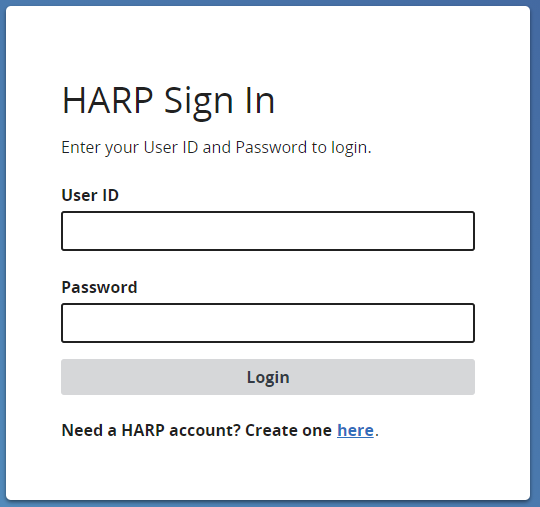 HARP Sign In
Enter your User ID and Password to login.
User ID
Password
Login
Need a HARP account? Create one here.